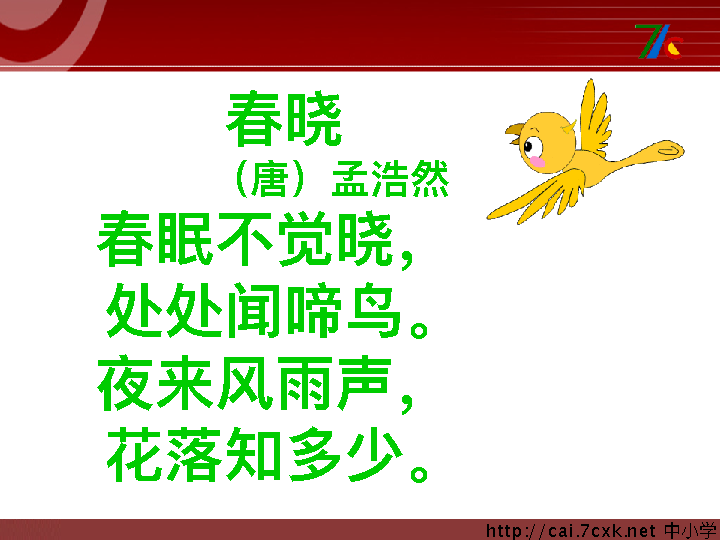 7c
春晓
（唐）孟浩然
春眠不觉晓，
处处闻啼鸟。
夜来风雨声，
花落知多少。
http://cai.7cxk.net 中小学